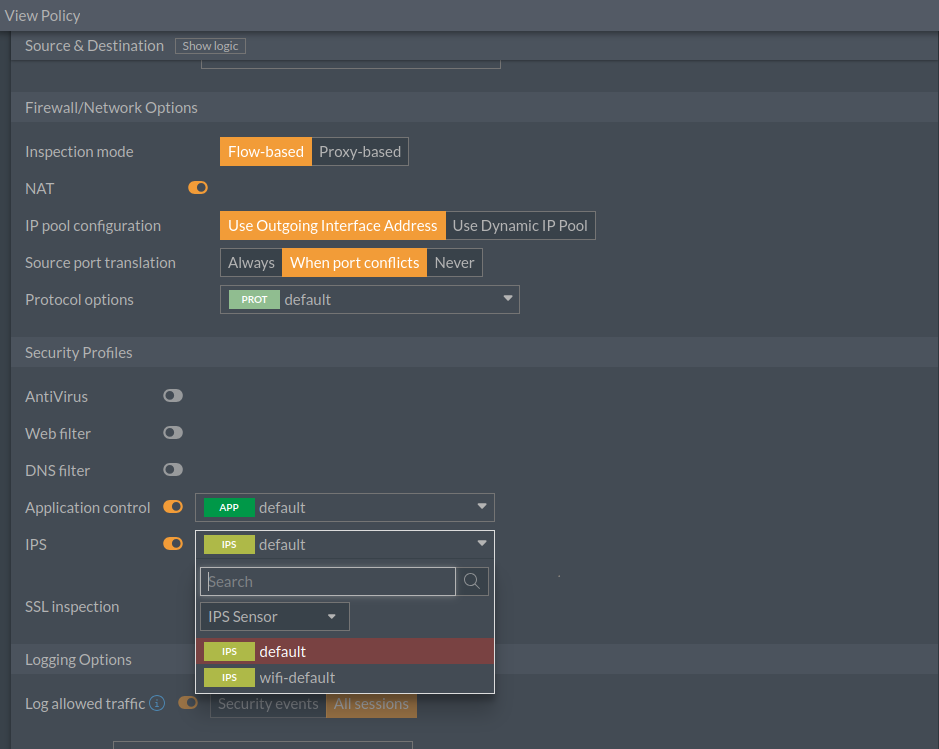 View Policy
Source & Destination Show logic
Firewall/Network Options
Inspection mode Flow-based Proxy-based
NAT
IP pool configuration Use Outgoing Interface Address Use Dynamic IP Pool
Source port translation Always When port conflicts Never
Protocol options PROT default
Security Profiles
AntiVirus
Web filter
DNS filter
Application control APP default
IPS IPS default
Search
SSL inspection
IPS Sensor
IPS default
Logging Options
IPS wifi-default
Log allowed traffic i Security events All sessions